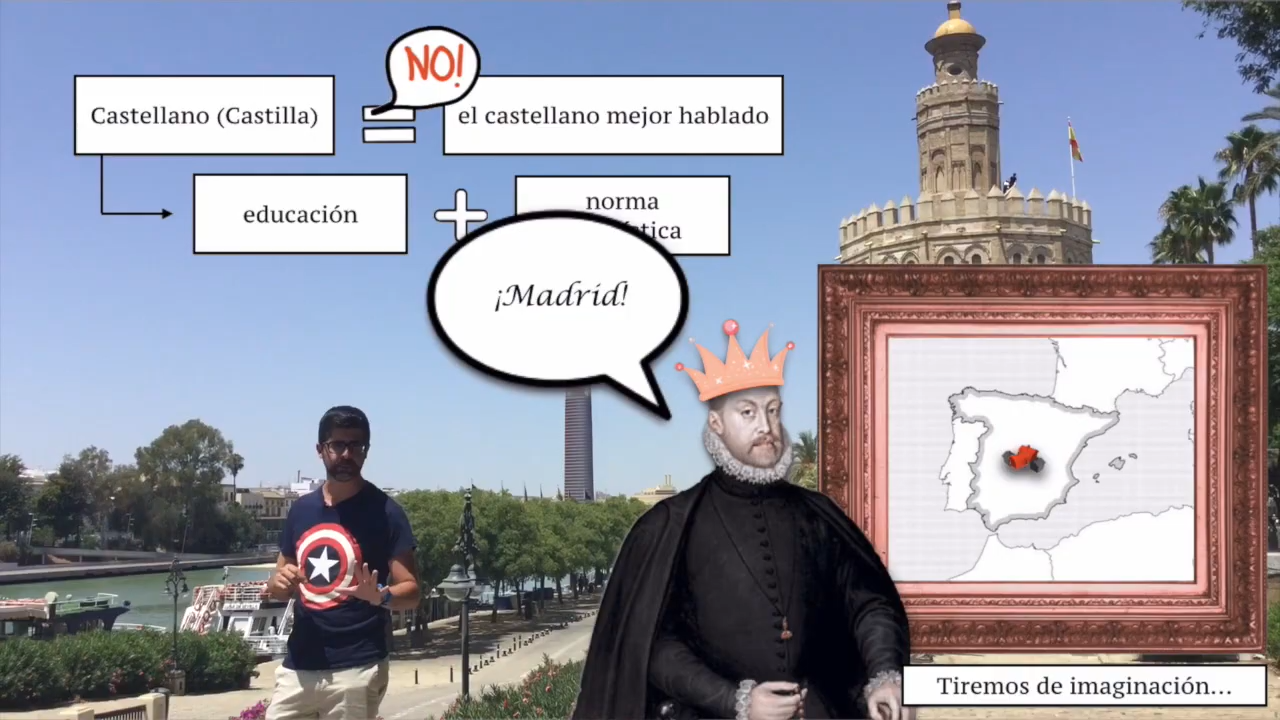 NO!
Castellano (Castilla)
el castellano mejor hablado
educación
norma
¡Madrid!
Tiremos de imaginación...